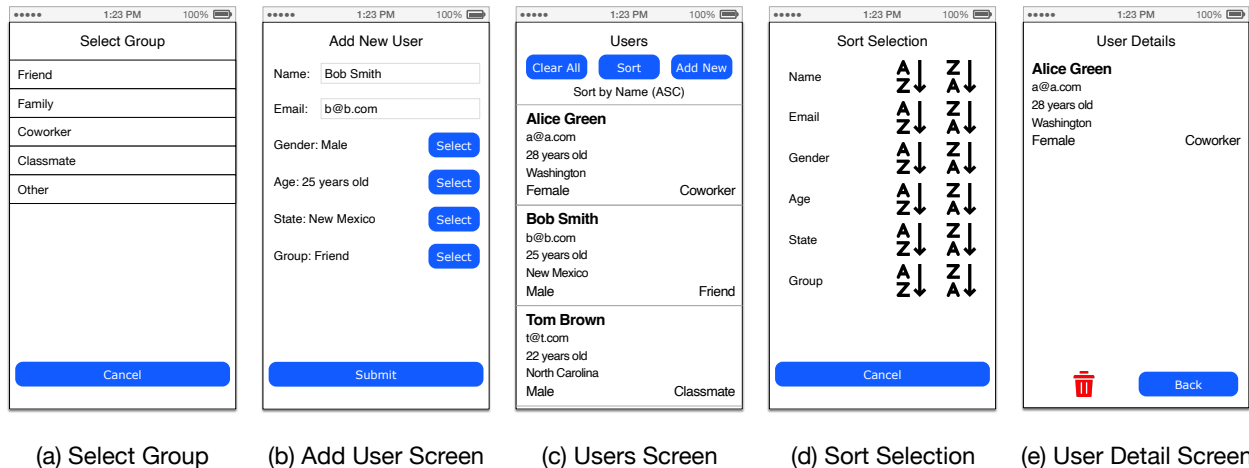 1:23 PM 100%
Select Group
Friend
Family
Coworker
Classmate
Other
Cancel
(a) Select Group
1:23 PM 100%
Add New User
Name: Bob Smith
Email: b@b.com
Gender: Male Select
Age: 25 years old Select
State: New Mexico Select
Group: Friend Select
Submit
(b) Add User Screen
1:23 PM 100%
Users
Clear All Sort Add New
Sort by Name (ASC)
Alice Green
a@a.com
28 years old
Washington
Female Coworker
Bob Smith
b@b.com
25 years old
New Mexico
Male Friend
Tom Brown
t@t.com
22 years old
North Carolina
Male Classmate
(c) Users Screen
1:23 PM 100%
Sort Selection
Name A Z Z A
Email A Z Z A
Gender A Z Z A
Age A Z Z A
State A Z Z A
Group A Z Z A
Cancel
(d) Sort Selection
1:23 PM 100%
User Details
Alice Green
a@a.com
28 years old
Washington
Female Coworker
Back
(e) User Detail Screen